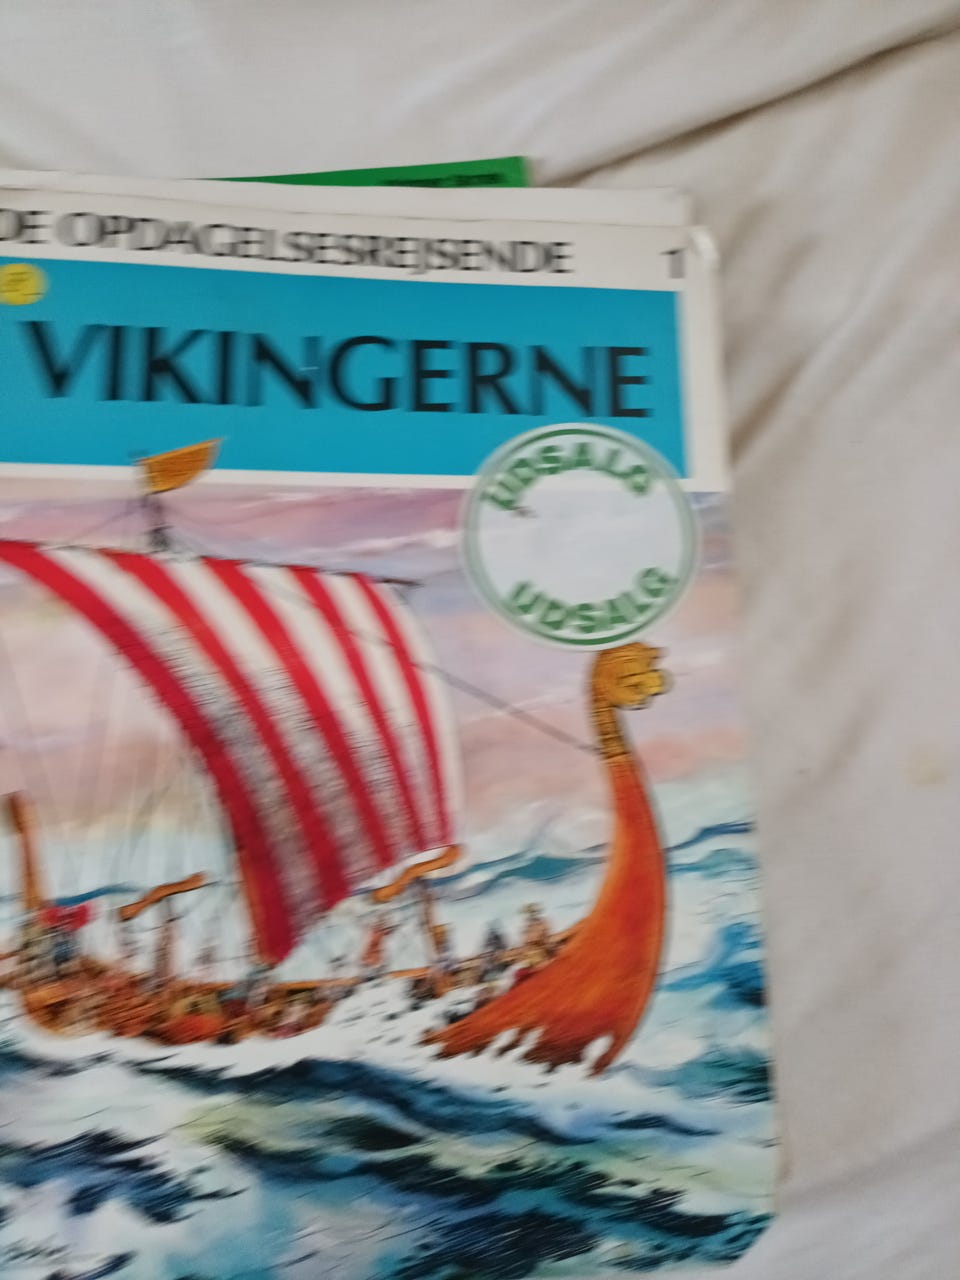 DE OPDAGELSESREJSENDE 1
VIKINGERNE
UDSALG
UDSALG